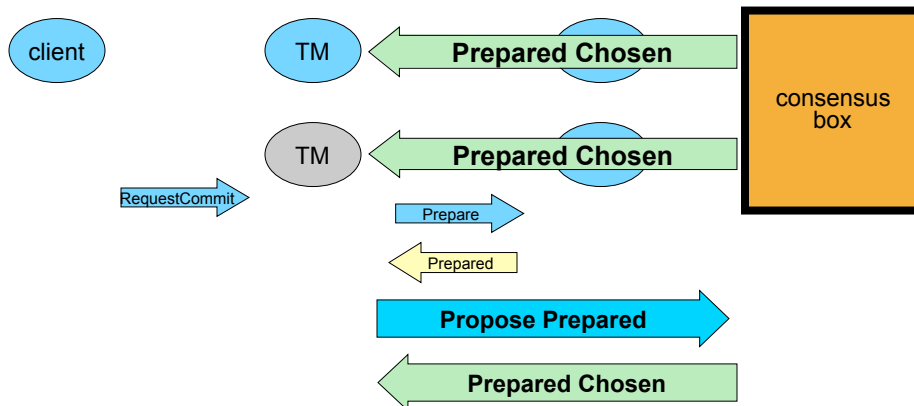 client
TM
Prepared Chosen
consensus
box
TM
Prepared Chosen
RequestCommit
Prepare
Prepared
Propose Prepared
Prepared Chosen